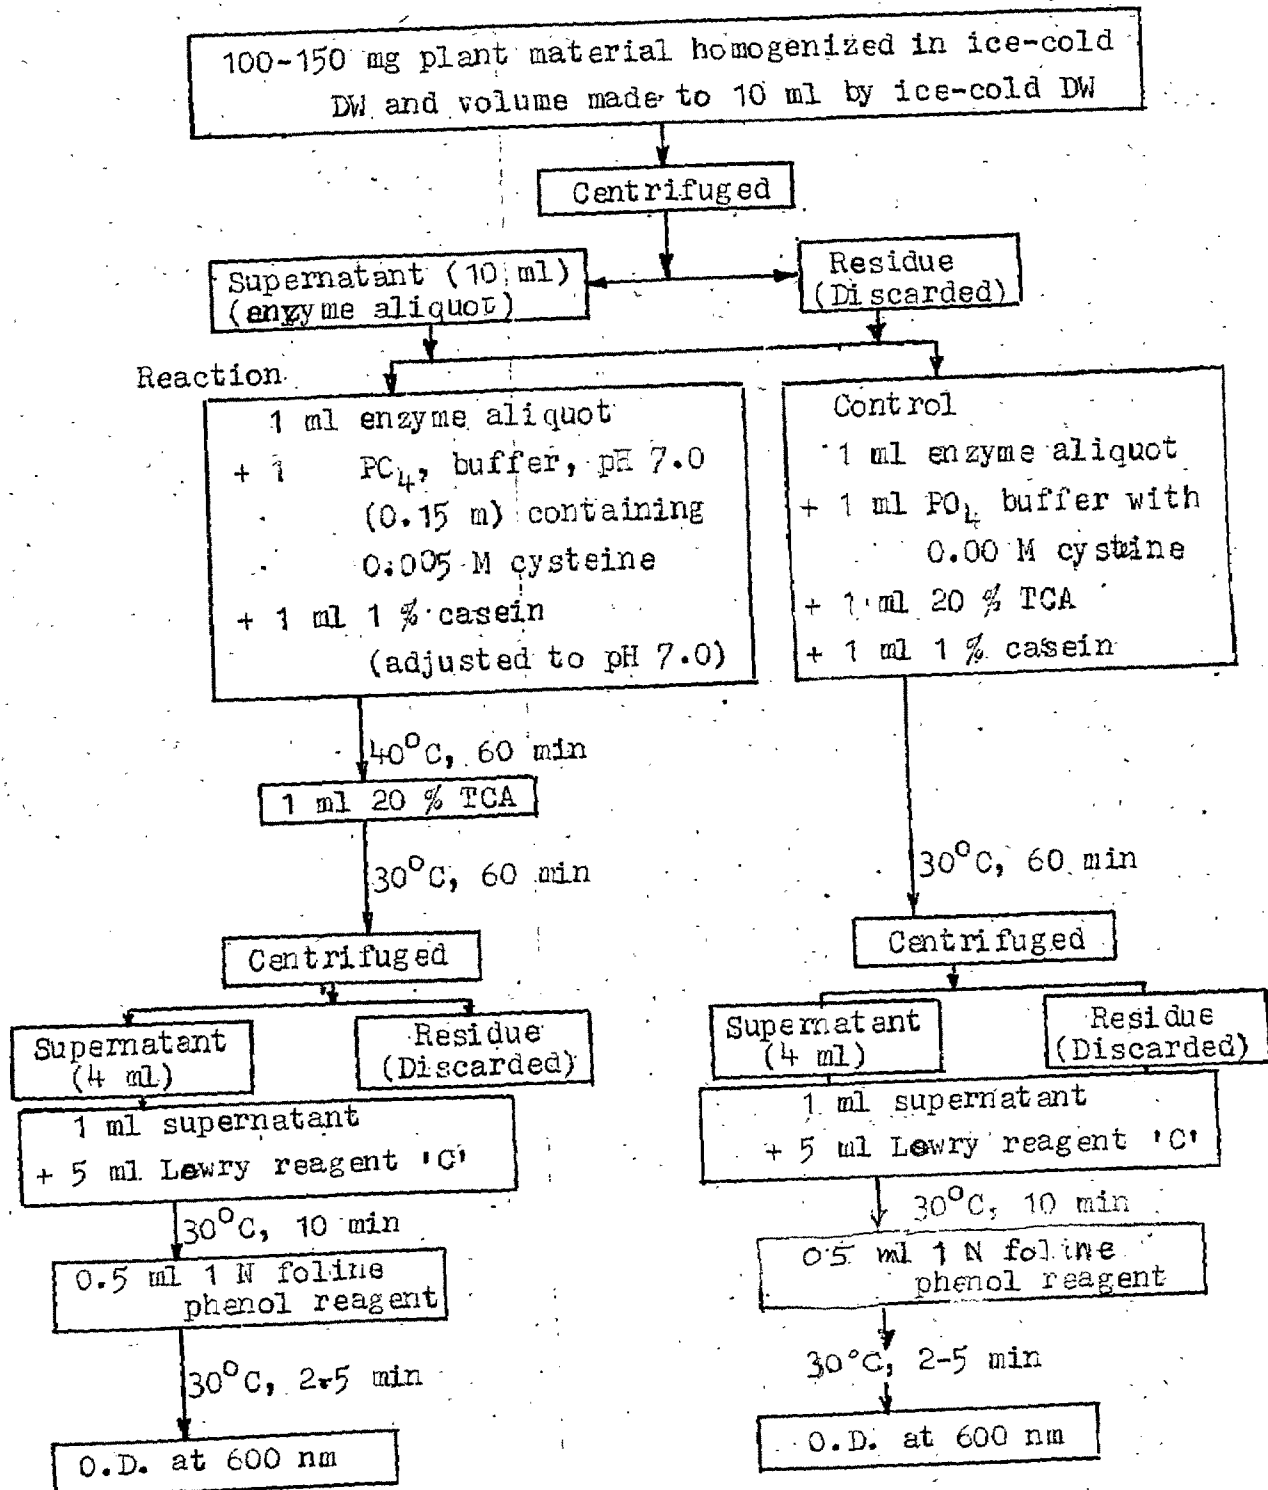 100-150 mg plant material homogenized in ice-cold
DW and volume made to 10 ml by ice-cold DW
Centrifuged
Supernatant (10 ml)
(enzyme aliquot)
Residue
(Discarded)
Reaction
1 ml enzyme aliquot
+ 1 PC₄, buffer, pH 7.0
(0.15 m) containing
0.005 M cysteine
+ 1 ml 1 % casein
(adjusted to pH 7.0)
Control
1 ml enzyme aliquot
+ 1 ml PO₄ buffer with
0.00 M cysteine
+ 1 ml 20 % TCA
+ 1 ml 1 % casein
40°C, 60 min
1 ml 20 % TCA
30°C, 60 min
30°C, 60 min
Centrifuged
Centrifuged
Supernatant
(4 ml)
Residue
(Discarded)
Supernatant
(4 ml)
Residue
(Discarded)
1 ml supernatant
+ 5 ml Lowry reagent 'C'
1 ml supernatant
+ 5 ml Lowry reagent 'C'
30°C, 10 min
30°C, 10 min
0.5 ml 1 N foline
phenol reagent
0.5 ml 1 N foline
phenol reagent
30°C, 2-5 min
30°C, 2-5 min
O.D. at 600 nm
O.D. at 600 nm